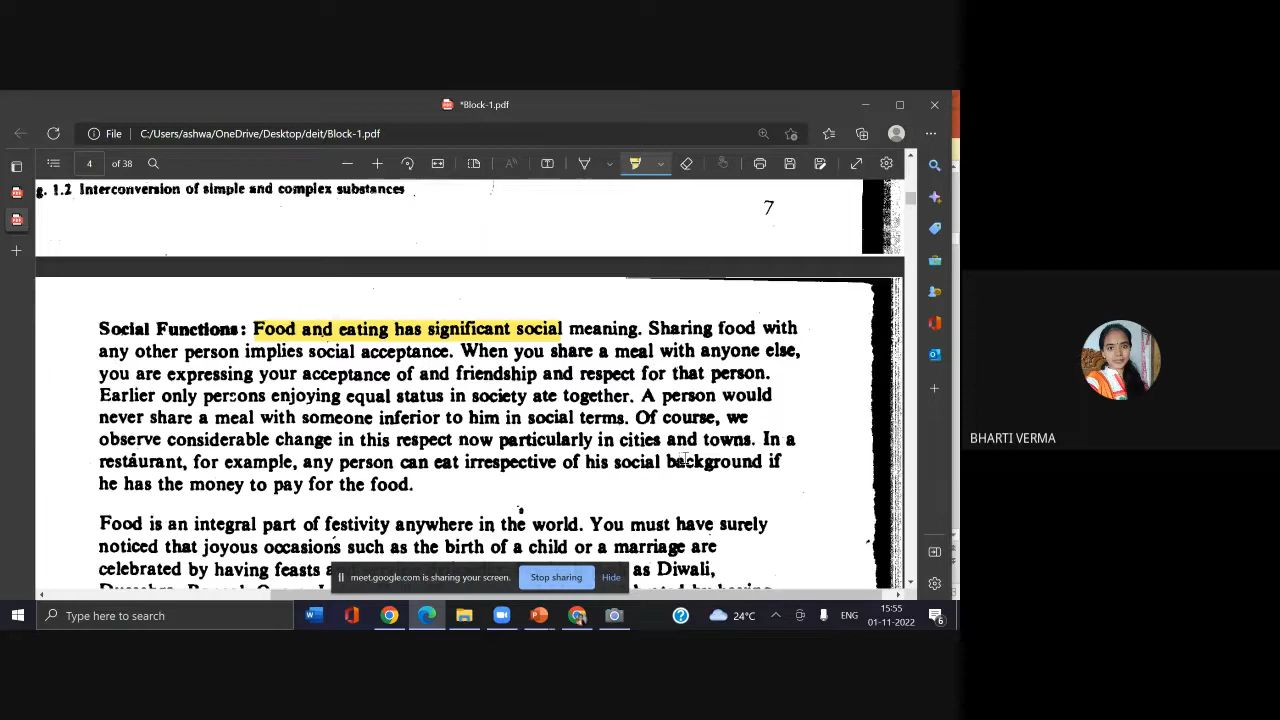 *Block-1.pdf
File
C:/Users/ashwa/OneDrive/Desktop/deit/Block-1.pdf
4 of 38
g. 1.2 Interconversion of simple and complex substances
7
Social Functions: Food and eating has significant social meaning. Sharing food with
any other person implies social acceptance. When you share a meal with anyone else,
you are expressing your acceptance of and friendship and respect for that person.
Earlier only persons enjoying equal status in society ate together. A person would
never share a meal with someone inferior to him in social terms. Of course, we
observe considerable change in this respect now particularly in cities and towns. In a
restaurant, for example, any person can eat irrespective of his social background if
he has the money to pay for the food.
Food is an integral part of festivity anywhere in the world. You must have surely
noticed that joyous occasions such as the birth of a child or a marriage are
celebrated by having feasts as Diwali,
meet.google.com is sharing your screen.
Stop sharing
Hide
BHARTI VERMA
Type here to search
24°C
ENG
15:55
01-11-2022
6